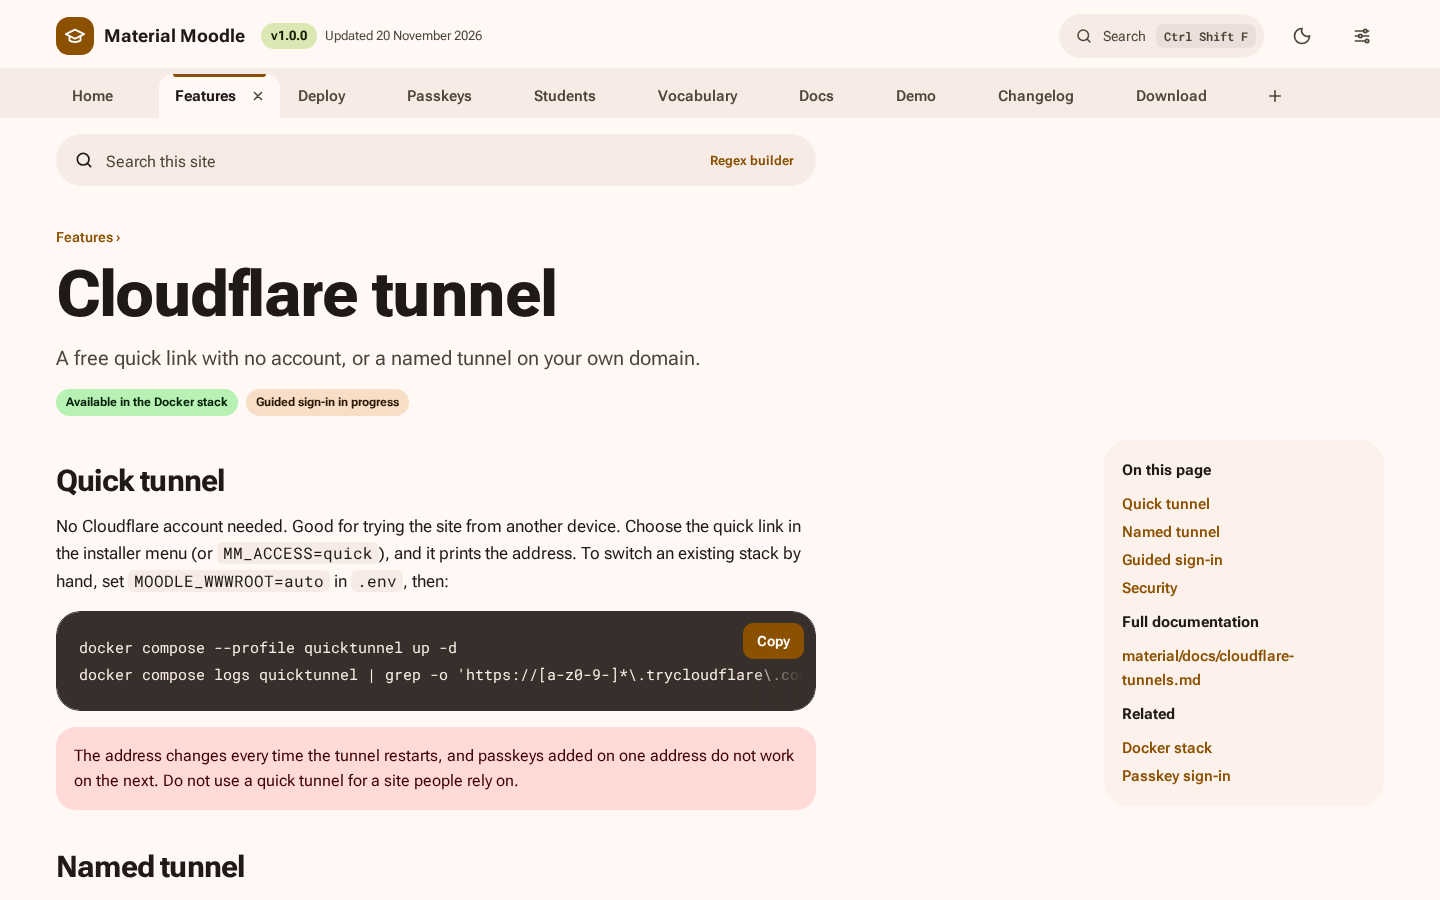 Material Moodle
v1.0.0
Updated 20 November 2026
Search
Ctrl Shift F
Home
Features
Deploy
Passkeys
Students
Vocabulary
Docs
Demo
Changelog
Download
Search this site
Regex builder
Features ›
Cloudflare tunnel
A free quick link with no account, or a named tunnel on your own domain.
Available in the Docker stack
Guided sign-in in progress
Quick tunnel
No Cloudflare account needed. Good for trying the site from another device. Choose the quick link in
the installer menu (or MM_ACCESS=quick), and it prints the address. To switch an existing stack by
hand, set MOODLE_WWWROOT=auto in .env, then:
Copy
docker compose --profile quicktunnel up -d
docker compose logs quicktunnel | grep -o 'https://[a-z0-9-]*\.trycloudflare\.co
The address changes every time the tunnel restarts, and passkeys added on one address do not work
on the next. Do not use a quick tunnel for a site people rely on.
Named tunnel
On this page
Quick tunnel
Named tunnel
Guided sign-in
Security
Full documentation
material/docs/cloudflare-
tunnels.md
Related
Docker stack
Passkey sign-in